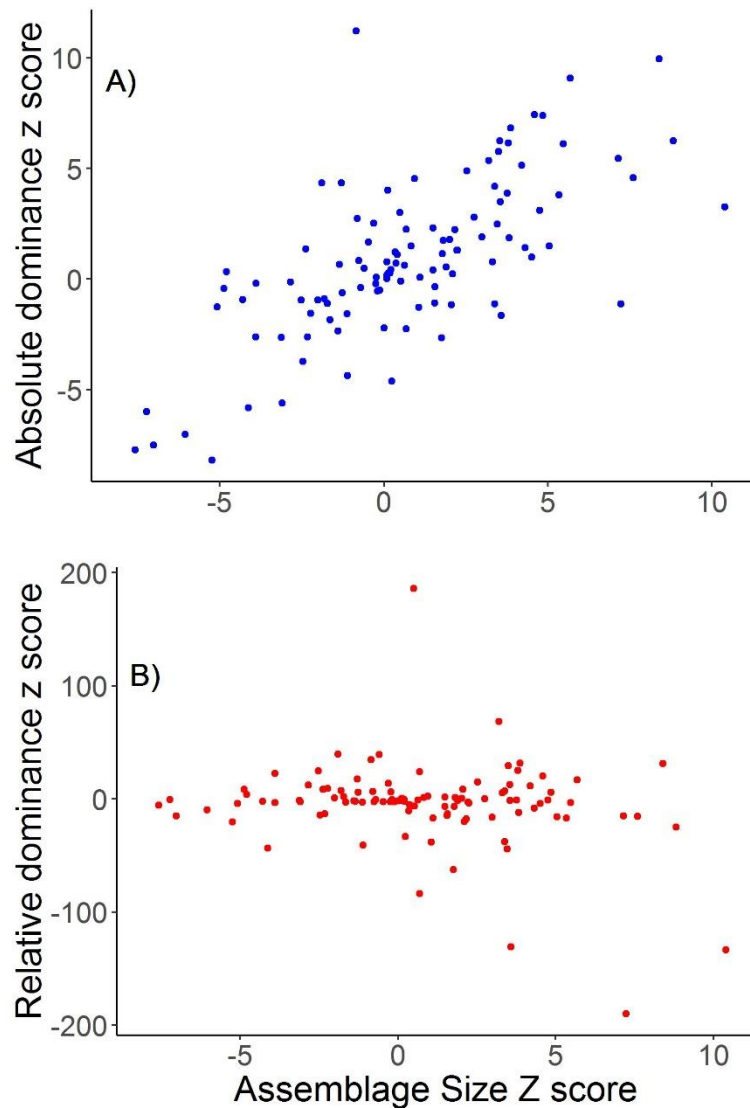 Absolute dominance z score
A)
10
5
0
-5
-5 0 5 10
Relative dominance z score
B)
200
100
0
-100
-200
-5 0 5 10
Assemblage Size Z score